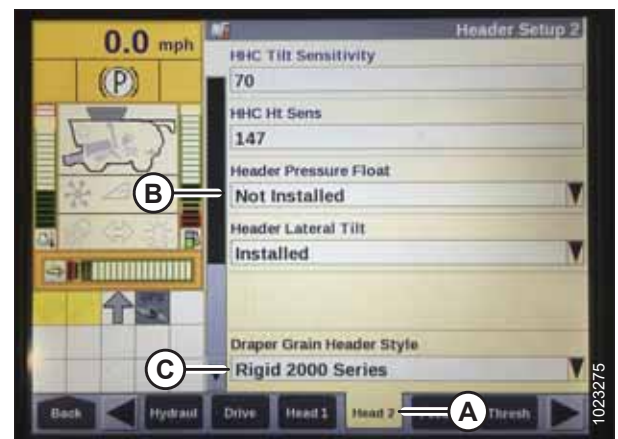 0.0 mph
Header Setup 2
(P)
HHC Tilt Sensitivity
70
HHC Ht Sens
147
Header Pressure Float
B
Not Installed
Header Lateral Tilt
Installed
Draper Grain Header Style
C
Rigid 2000 Series
Back
Hydraul
Drive
Head 1
Head 2
A
Thresh
1023275